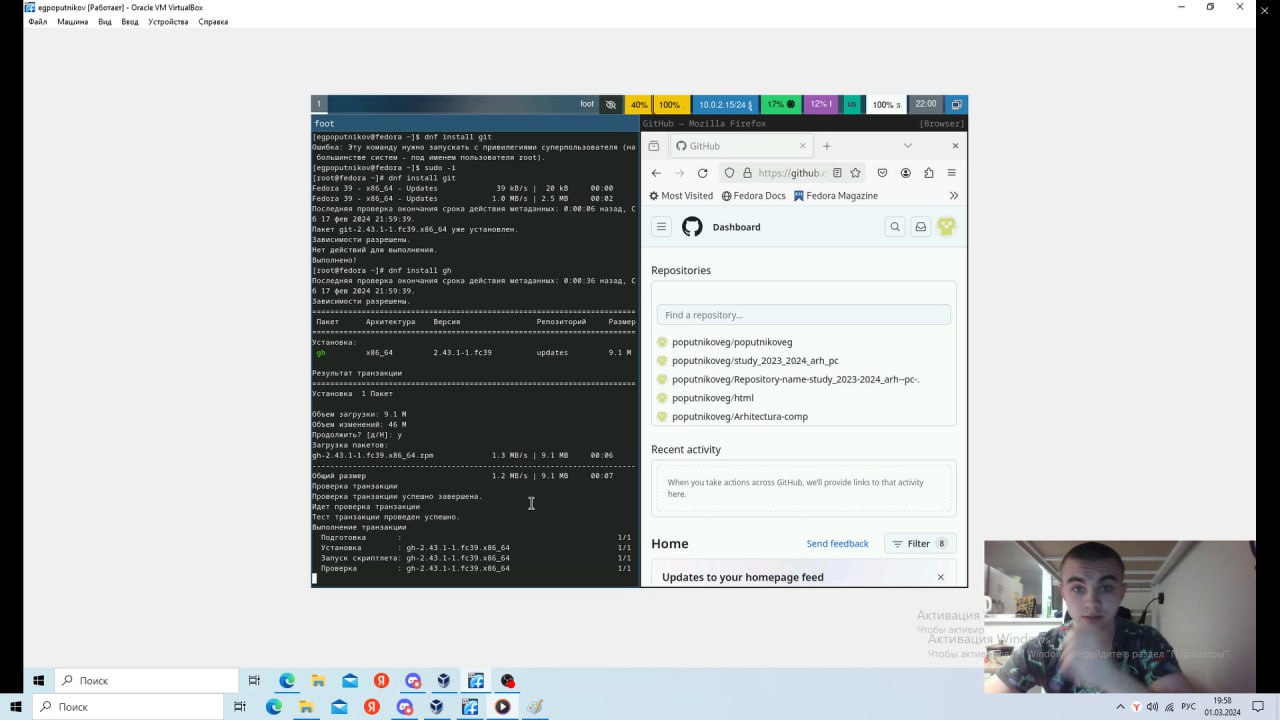 egpoputnikov [Работает] - Oracle VM VirtualBox
Файл Машина Вид Ввод Устройства Справка
1 foot 40% 100% 10.0.2.15/24 17% 12% us 100% 22:00
foot
[egpoputnikov@fedora ~]$ dnf install git
Ошибка: Эту команду нужно запускать с привилегиями суперпользователя (на
большинстве систем - под именем пользователя root).
[egpoputnikov@fedora ~]$ sudo -i
[root@fedora ~]# dnf install git
Fedora 39 - x86_64 - Updates 39 kB/s | 20 kB 00:00
Fedora 39 - x86_64 - Updates 1.0 MB/s | 2.5 MB 00:02
Последняя проверка окончания срока действия метаданных: 0:00:06 назад, С
б 17 фев 2024 21:59:39.
Пакет git-2.43.1-1.fc39.x86_64 уже установлен.
Зависимости разрешены.
Нет действий для выполнения.
Выполнено!
[root@fedora ~]# dnf install gh
Последняя проверка окончания срока действия метаданных: 0:00:36 назад, С
б 17 фев 2024 21:59:39.
Зависимости разрешены.
Пакет Архитектура Версия Репозиторий Размер
Установка:
gh x86_64 2.43.1-1.fc39 updates 9.1 M
Результат транзакции
Установка 1 Пакет
Объем загрузки: 9.1 M
Объем изменений: 46 M
Продолжить? [д/Н]: y
Загрузка пакетов:
gh-2.43.1-1.fc39.x86_64.rpm 1.3 MB/s | 9.1 MB 00:06
Общий размер 1.2 MB/s | 9.1 MB 00:07
Проверка транзакции
Проверка транзакции успешно завершена.
Идет проверка транзакции
Тест транзакции проведен успешно.
Выполнение транзакции
Подготовка : 1/1
Установка : gh-2.43.1-1.fc39.x86_64 1/1
Запуск скриптлета: gh-2.43.1-1.fc39.x86_64 1/1
Проверка : gh-2.43.1-1.fc39.x86_64 1/1
GitHub — Mozilla Firefox [Browser]
GitHub
https://github.c
Most Visited Fedora Docs Fedora Magazine
Dashboard
Repositories
Find a repository...
poputnikoveg/poputnikoveg
poputnikoveg/study_2023_2024_arh_pc
poputnikoveg/Repository-name-study_2023-2024_arh--pc-.
poputnikoveg/html
poputnikoveg/Arhitectura-comp
Recent activity
When you take actions across GitHub, we'll provide links to that activity
here.
Home Send feedback Filter 8
Updates to your homepage feed
Активация
Чтобы активир
Активация Windows
Поиск
Поиск
РУС
19:58
01.03.2024